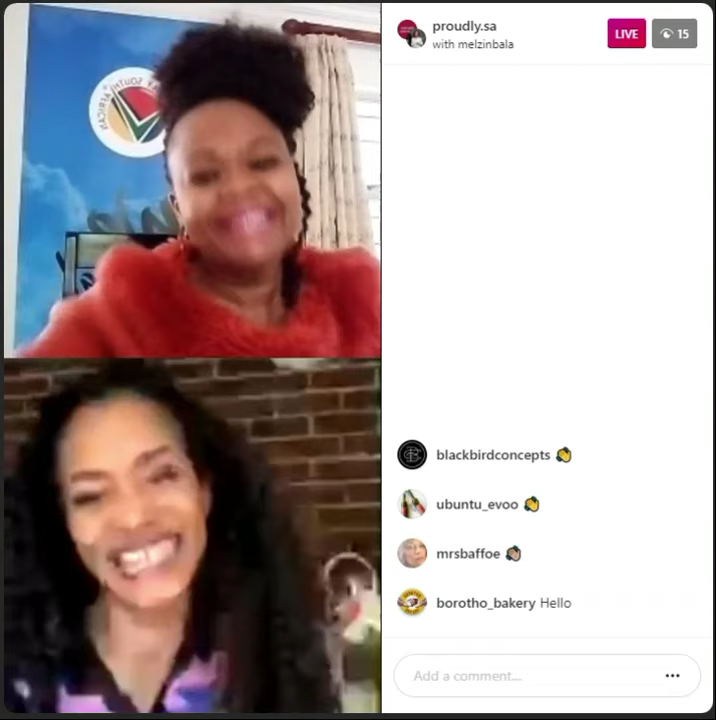 proudly.sa
with melzinbala
LIVE
15
blackbirdconcepts
ubuntu_evoo
mrsbaffoe
borotho_bakery Hello
Add a comment...